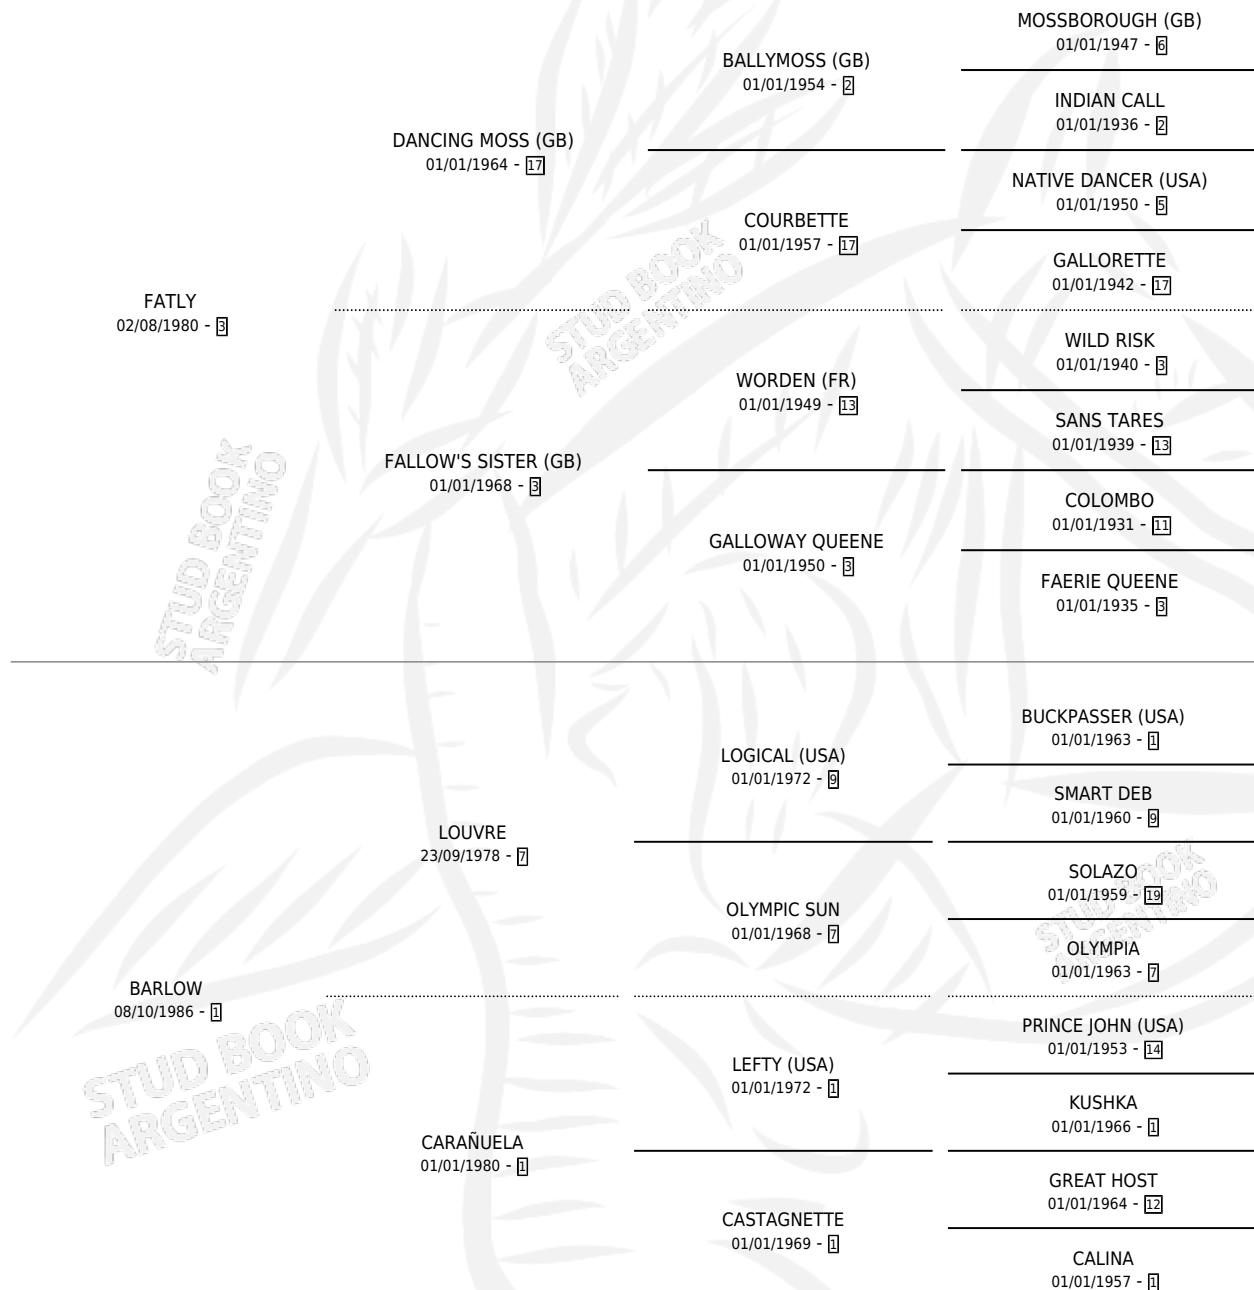 MOSSBOROUGH (GB)
01/01/1947 - 6
BALLYMOSS (GB)
01/01/1954 - 2
INDIAN CALL
01/01/1936 - 2
DANCING MOSS (GB)
01/01/1964 - 17
NATIVE DANCER (USA)
01/01/1950 - 5
COURBETTE
01/01/1957 - 17
GALLORETTE
01/01/1942 - 17
FATLY
02/08/1980 - 3
WILD RISK
01/01/1940 - 3
WORDEN (FR)
01/01/1949 - 13
SANS TARES
01/01/1939 - 13
FALLOW'S SISTER (GB)
01/01/1968 - 3
COLOMBO
01/01/1931 - 11
GALLOWAY QUEENE
01/01/1950 - 3
FAERIE QUEENE
01/01/1935 - 3
BUCKPASSER (USA)
01/01/1963 - 1
LOGICAL (USA)
01/01/1972 - 9
SMART DEB
01/01/1960 - 9
LOUVRE
23/09/1978 - 7
SOLAZO
01/01/1959 - 19
OLYMPIC SUN
01/01/1968 - 7
OLYMPIA
01/01/1963 - 7
BARLOW
08/10/1986 - 1
PRINCE JOHN (USA)
01/01/1953 - 14
LEFTY (USA)
01/01/1972 - 1
KUSHKA
01/01/1966 - 1
CARAÑUELA
01/01/1980 - 1
GREAT HOST
01/01/1964 - 12
CASTAGNETTE
01/01/1969 - 1
CALINA
01/01/1957 - 1
STUD BOOK
ARGENTINO
STUD BOOK
ARGENTINO
STUD BOOK
ARGENTINO
STUD BOOK
ARGENTINO